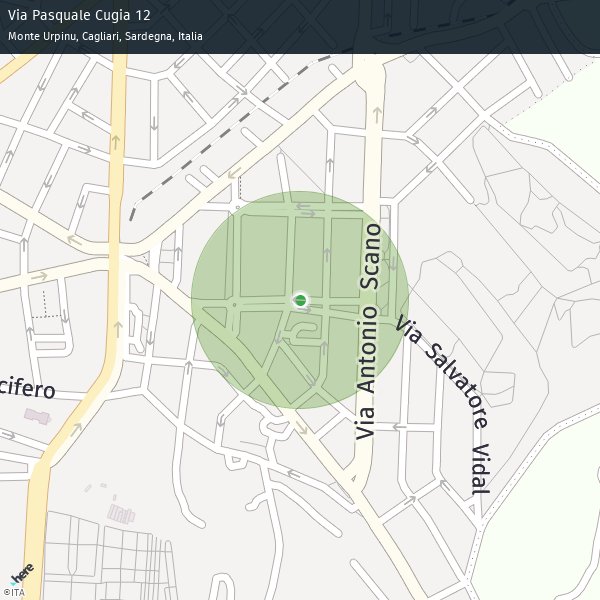 Via Pasquale Cugia 12
Monte Urpinu, Cagliari, Sardegna, Italia
Via Antonio Scano
Via Salvatore Vidal
cifero
here
©ITA